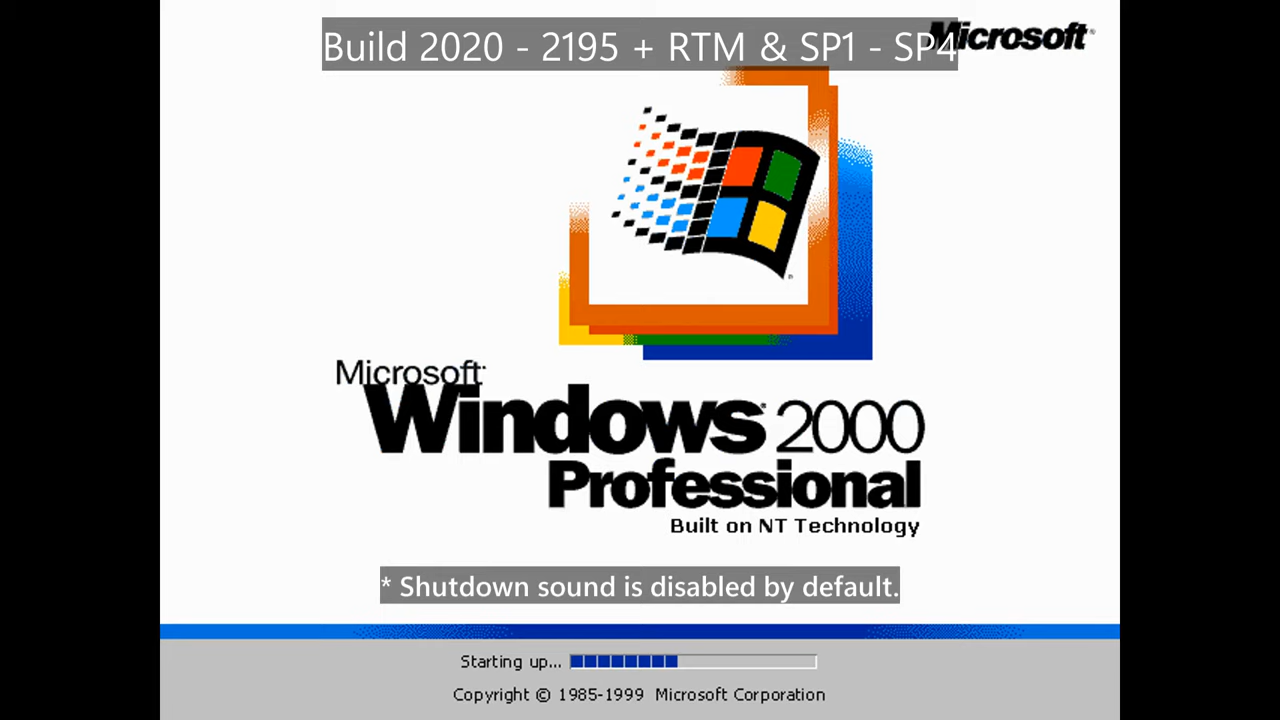 Build 2020 - 2195 + RTM & SP1 - SP4
Microsoft
Microsoft
Windows 2000
Professional
Built on NT Technology
* Shutdown sound is disabled by default.
Starting up...
Copyright © 1985-1999 Microsoft Corporation